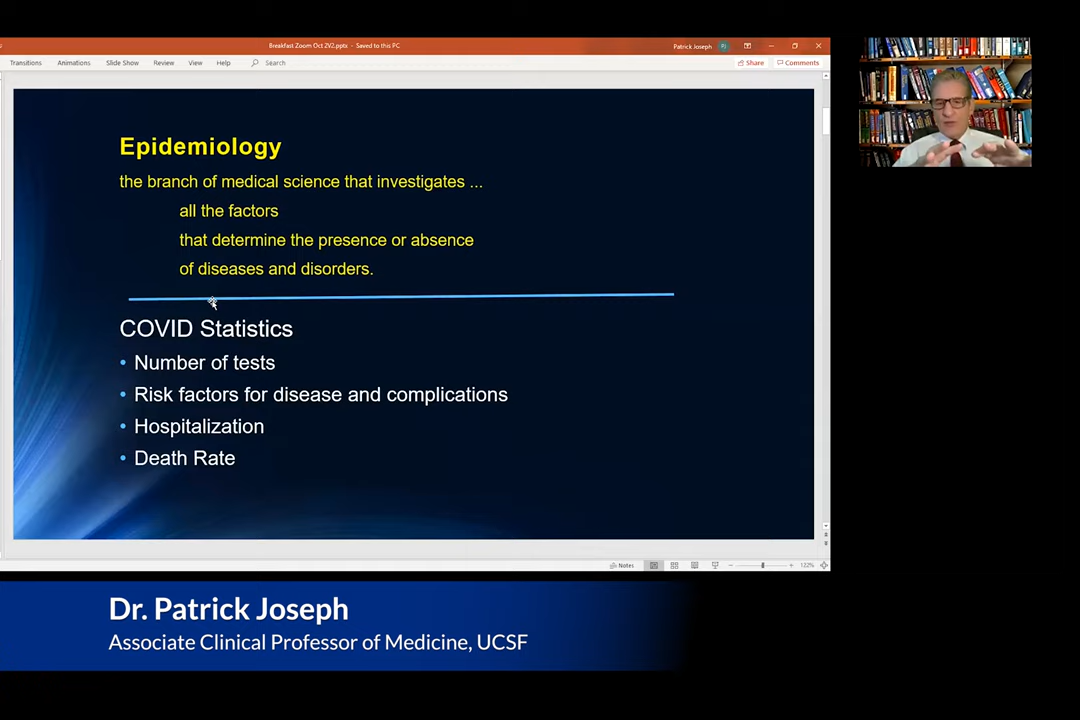 Breakfast Zoom Oct 2V2.pptx - Saved to this PC
Patrick Joseph
PJ
Transitions Animations Slide Show Review View Help Search
Share Comments
Epidemiology
the branch of medical science that investigates ...
all the factors
that determine the presence or absence
of diseases and disorders.
COVID Statistics
• Number of tests
• Risk factors for disease and complications
• Hospitalization
• Death Rate
Notes
122%
Dr. Patrick Joseph
Associate Clinical Professor of Medicine, UCSF